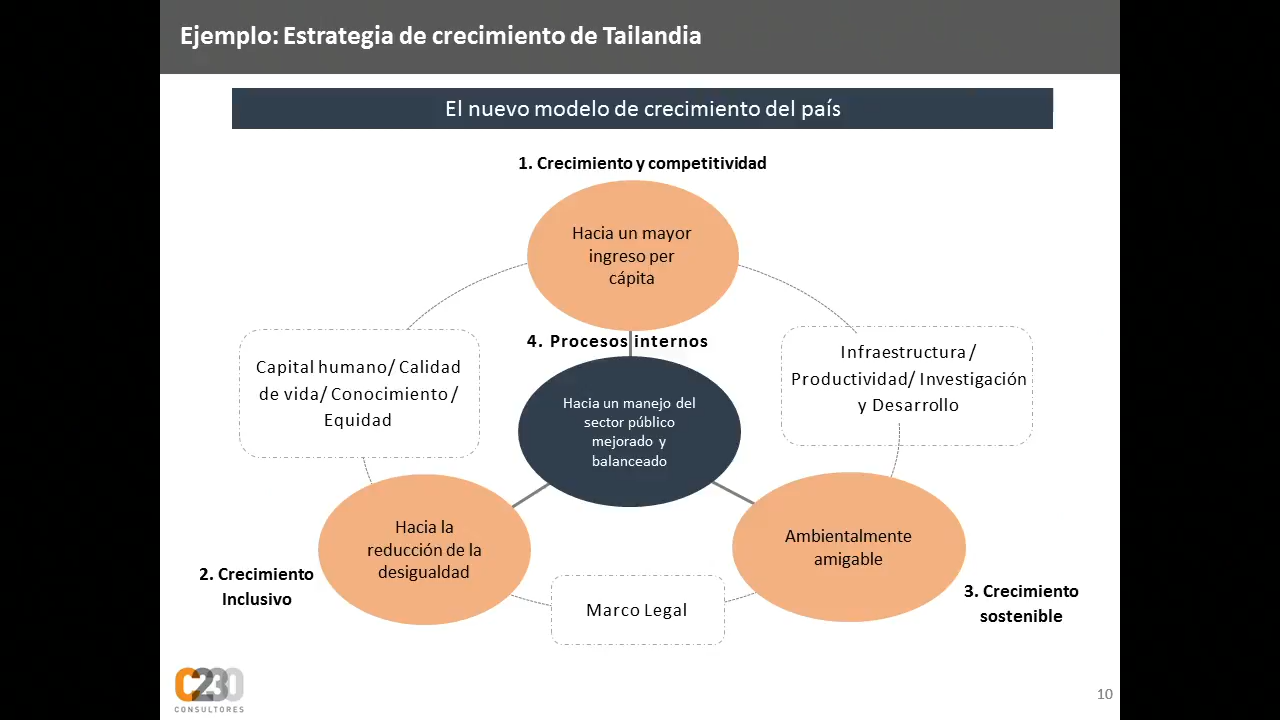 Ejemplo: Estrategia de crecimiento de Tailandia
El nuevo modelo de crecimiento del país
1. Crecimiento y competitividad
Hacia un mayor
ingreso per
cápita
4. Procesos internos
Capital humano/ Calidad
de vida/ Conocimiento/
Equidad
Infraestructura/
Productividad/ Investigación
y Desarrollo
Hacia un manejo del
sector público
mejorado y
balanceado
Hacia la
reducción de la
desigualdad
Ambientalmente
amigable
2. Crecimiento
Inclusivo
Marco Legal
3. Crecimiento
sostenible
C230
CONSULTORES
10